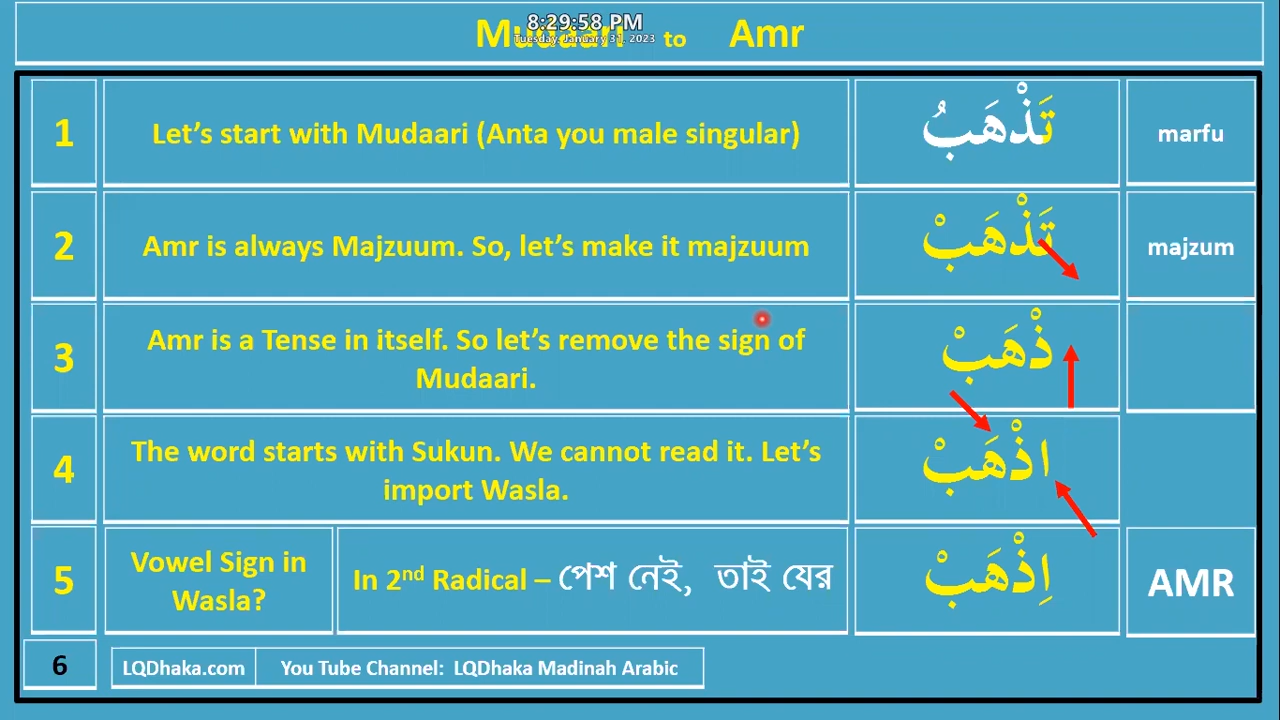 8:29:58 PM
Tuesday, January 31, 2023
Mudaari to Amr
1
Let's start with Mudaari (Anta you male singular)
تَذْهَبُ
marfu
2
Amr is always Majzuum. So, let's make it majzuum
تَذْهَبْ
majzum
3
Amr is a Tense in itself. So let's remove the sign of
Mudaari.
ذْهَبْ
4
The word starts with Sukun. We cannot read it. Let's
import Wasla.
اذْهَبْ
5
Vowel Sign in
Wasla?
In 2nd Radical – পেশ নেই, তাই যের
اِذْهَبْ
AMR
6
LQDhaka.com
You Tube Channel: LQDhaka Madinah Arabic